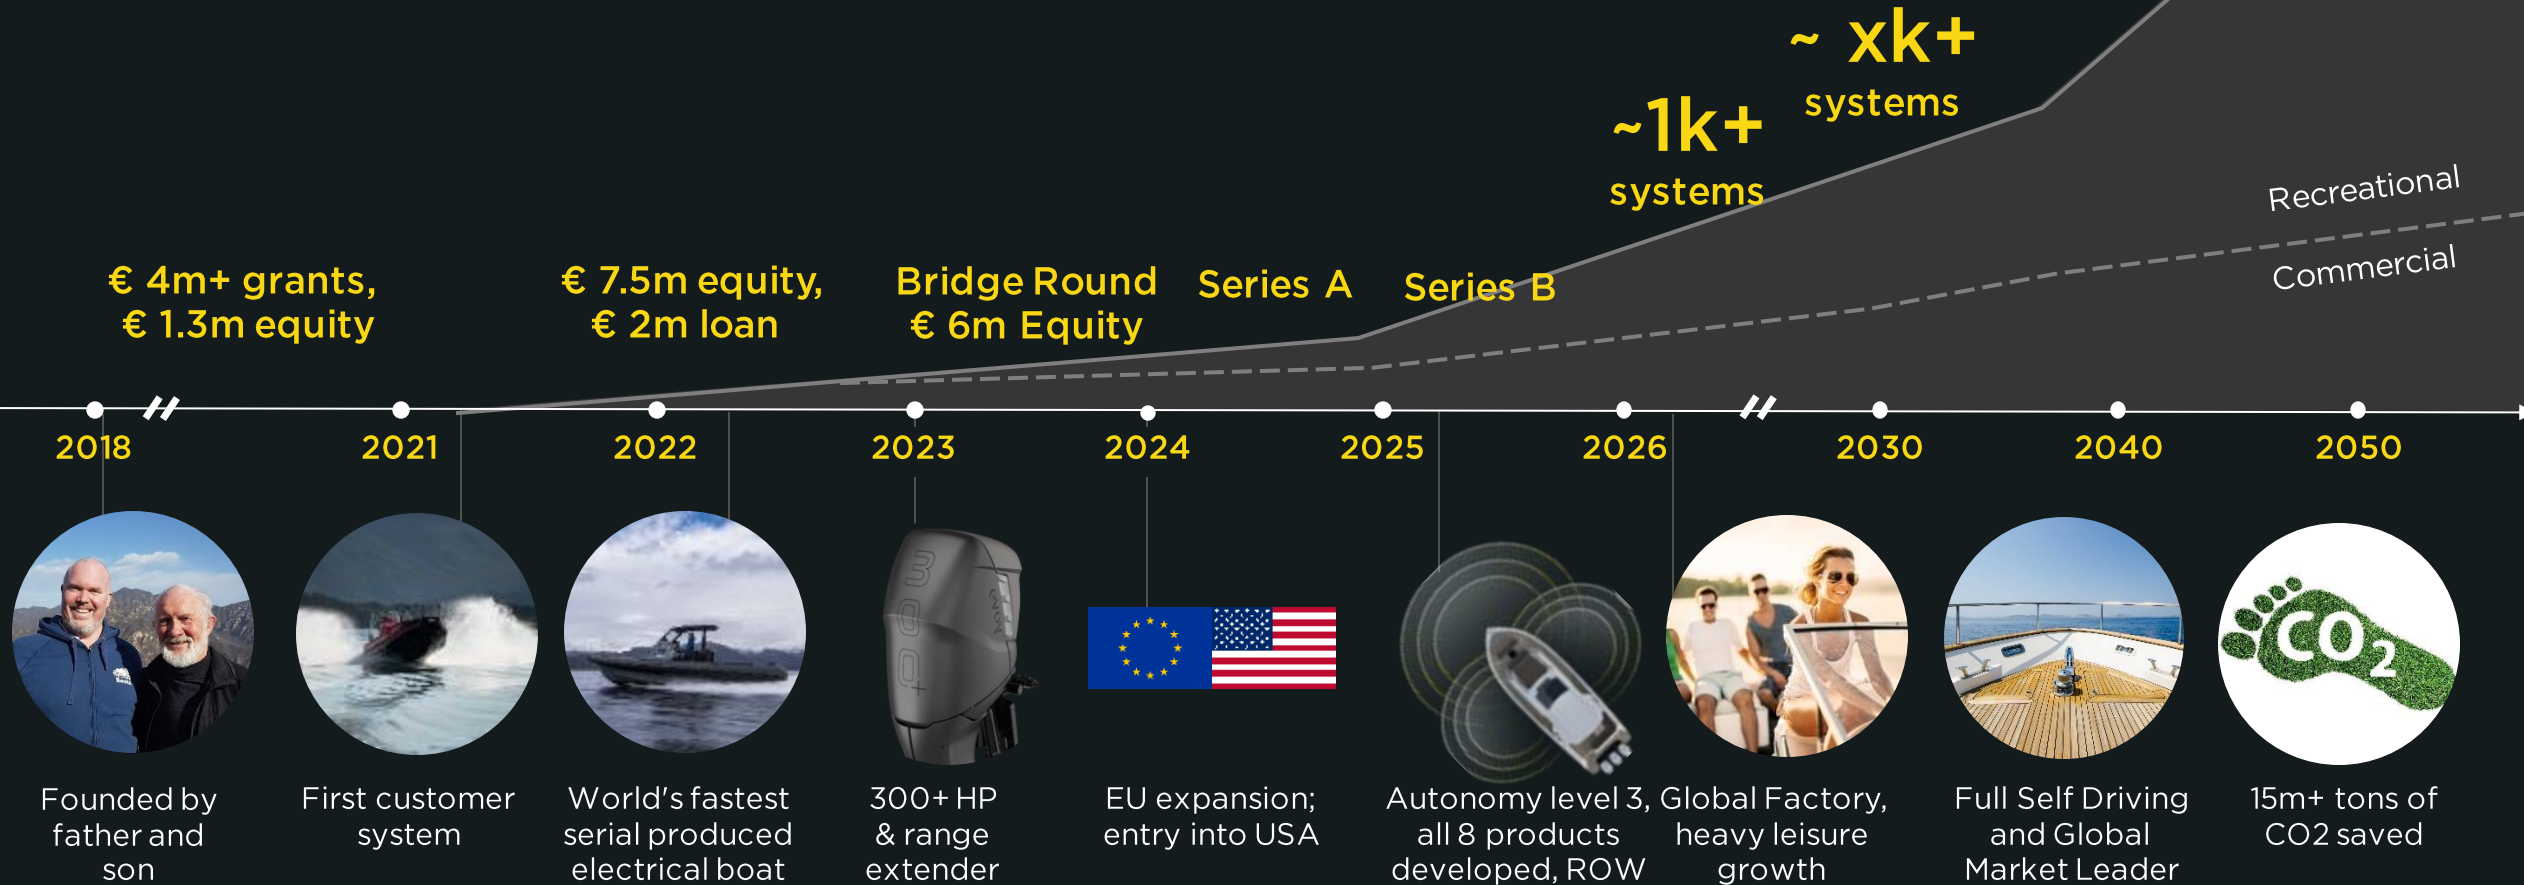 ~ xk+
systems
~1k+
systems
Recreational
Commercial
€ 4m+ grants,
€ 1.3m equity
€ 7.5m equity,
€ 2m loan
Bridge Round
€ 6m Equity
Series A
Series B
2018
2021
2022
2023
2024
2025
2026
2030
2040
2050
300+
CO2
Founded by
father and
son
First customer
system
World's fastest
serial produced
electrical boat
300+ HP
& range
extender
EU expansion;
entry into USA
Autonomy level 3,
all 8 products
developed, ROW
Global Factory,
heavy leisure
growth
Full Self Driving
and Global
Market Leader
15m+ tons of
CO2 saved